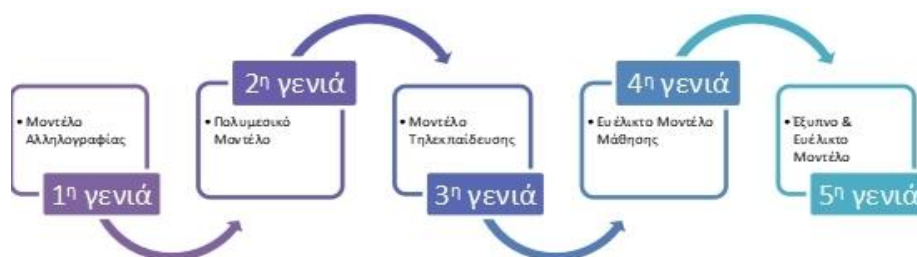 • Μοντέλο
Αλληλογραφίας
1η γενιά
2η γενιά
• Πολυμεσικό
Μοντέλο
• Μοντέλο
Τηλεκπαίδευσης
3η γενιά
4η γενιά
• Ευέλικτο Μοντέλο
Μάθησης
• Έξυπνο &
Ευέλικτο
Μοντέλο
5η γενιά